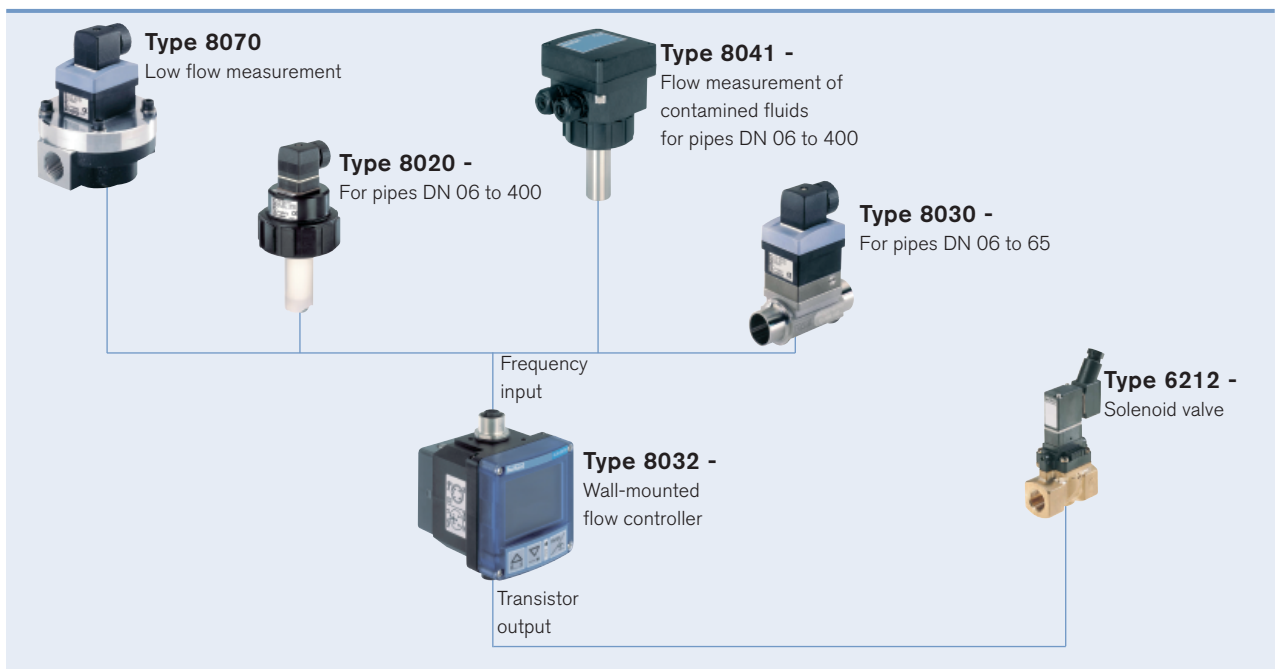 Type 8070
Low flow measurement
Type 8041 -
Flow measurement of
contamined fluids
for pipes DN 06 to 400
Type 8020 -
For pipes DN 06 to 400
Type 8030 -
For pipes DN 06 to 65
Frequency
input
Type 6212 -
Solenoid valve
Type 8032 -
Wall-mounted
flow controller
Transistor
output